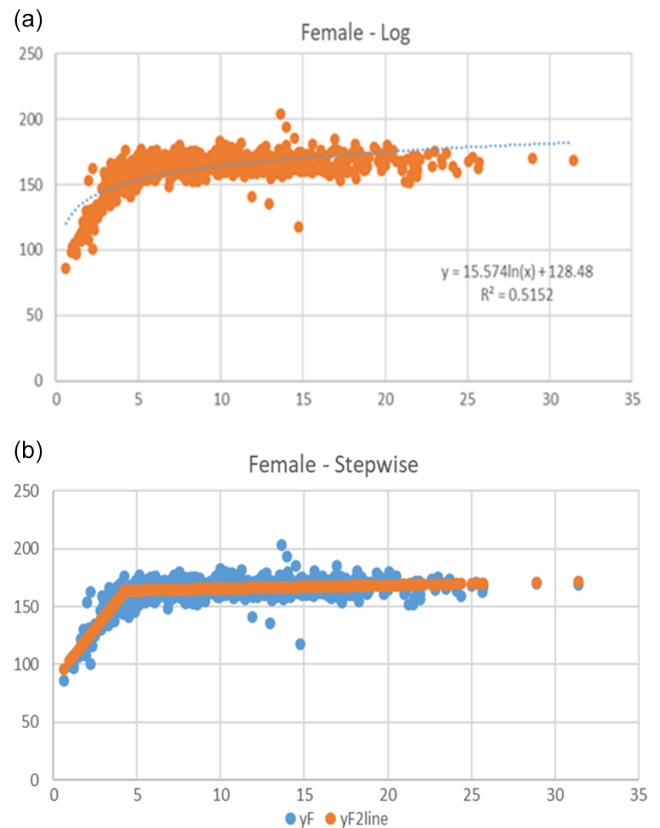 (a)
Female - Log
250
200
150
100
50
0
y = 15.574ln(x) + 128.48
R² = 0.5152
0 5 10 15 20 25 30 35
(b)
Female - Stepwise
250
200
150
100
50
0
0 5 10 15 20 25 30 35
yF yF2line